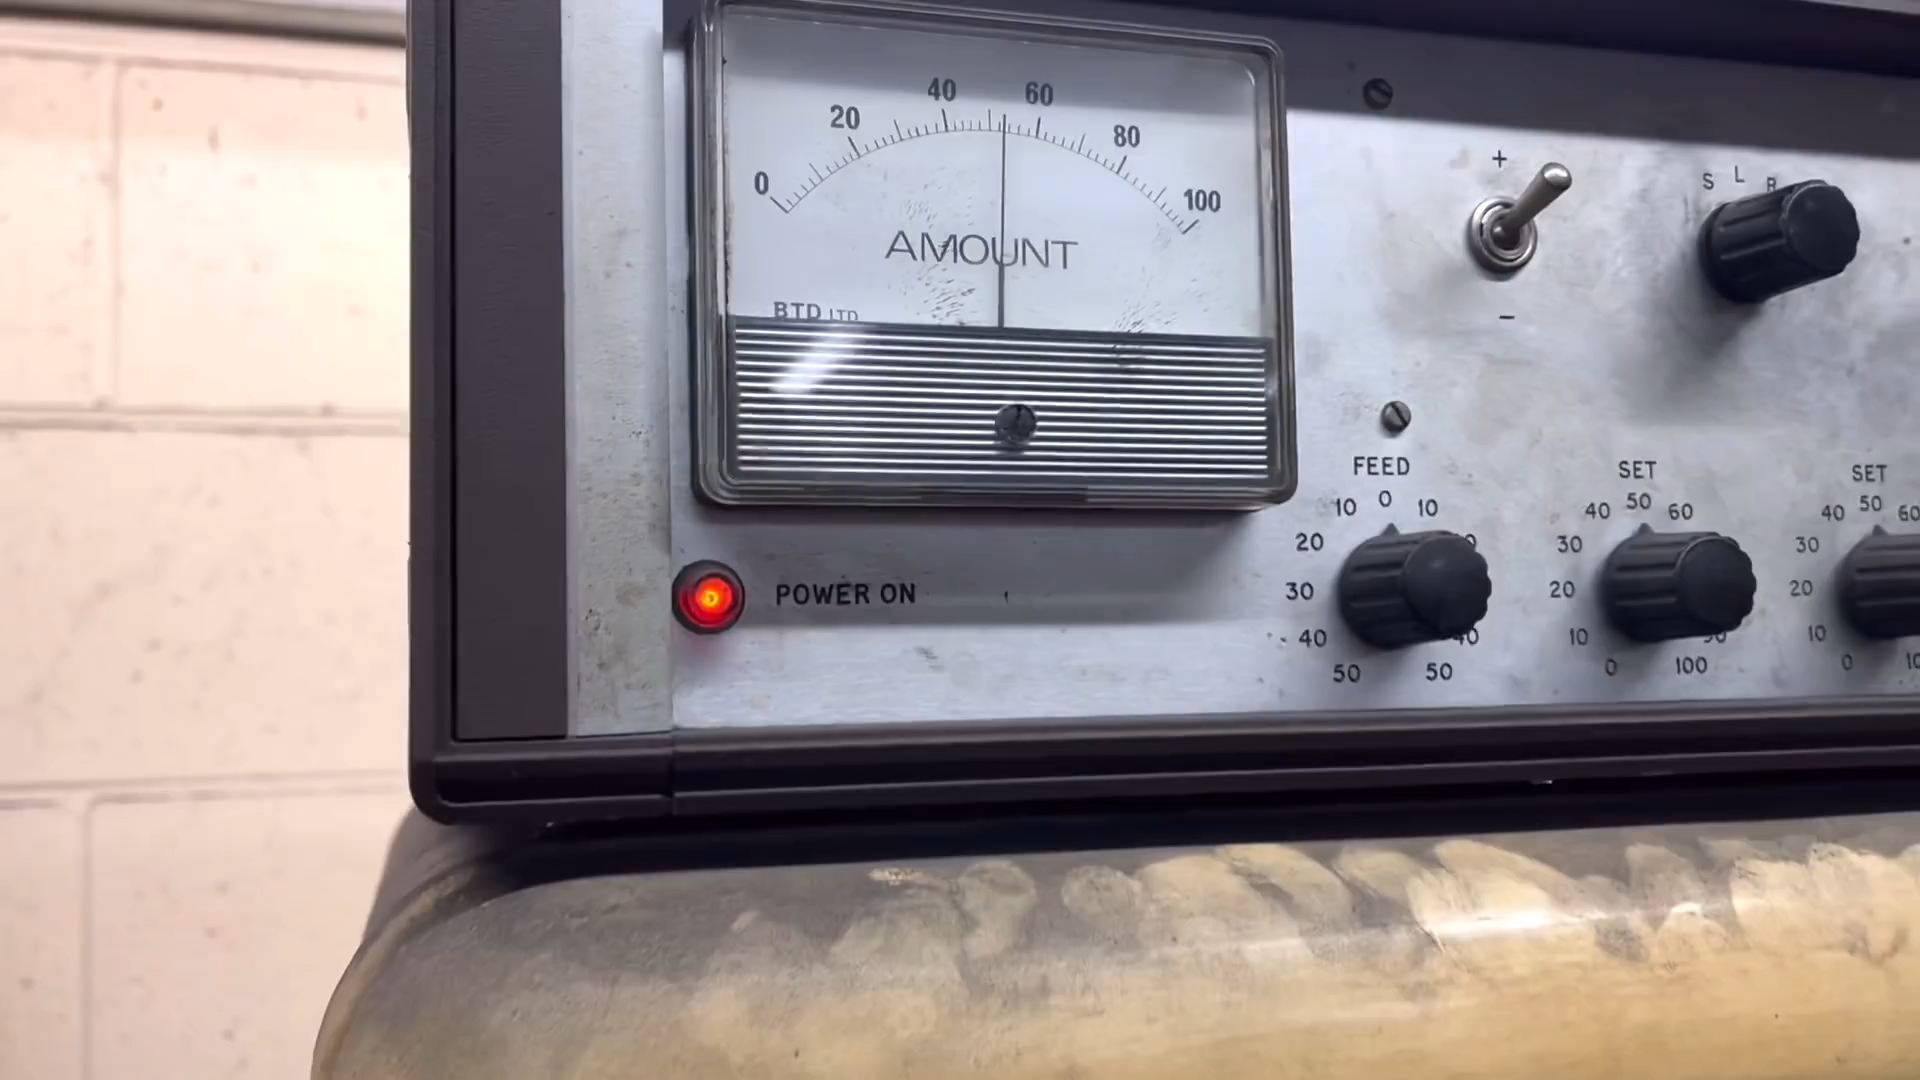 0 20 40 60 80 100
AMOUNT
BTD LTD
+
−
S L R
POWER ON
FEED
50 40 30 20 10 0 10 40 50
SET
0 10 20 30 40 50 60 100
SET
0 10 20 30 40 50 60